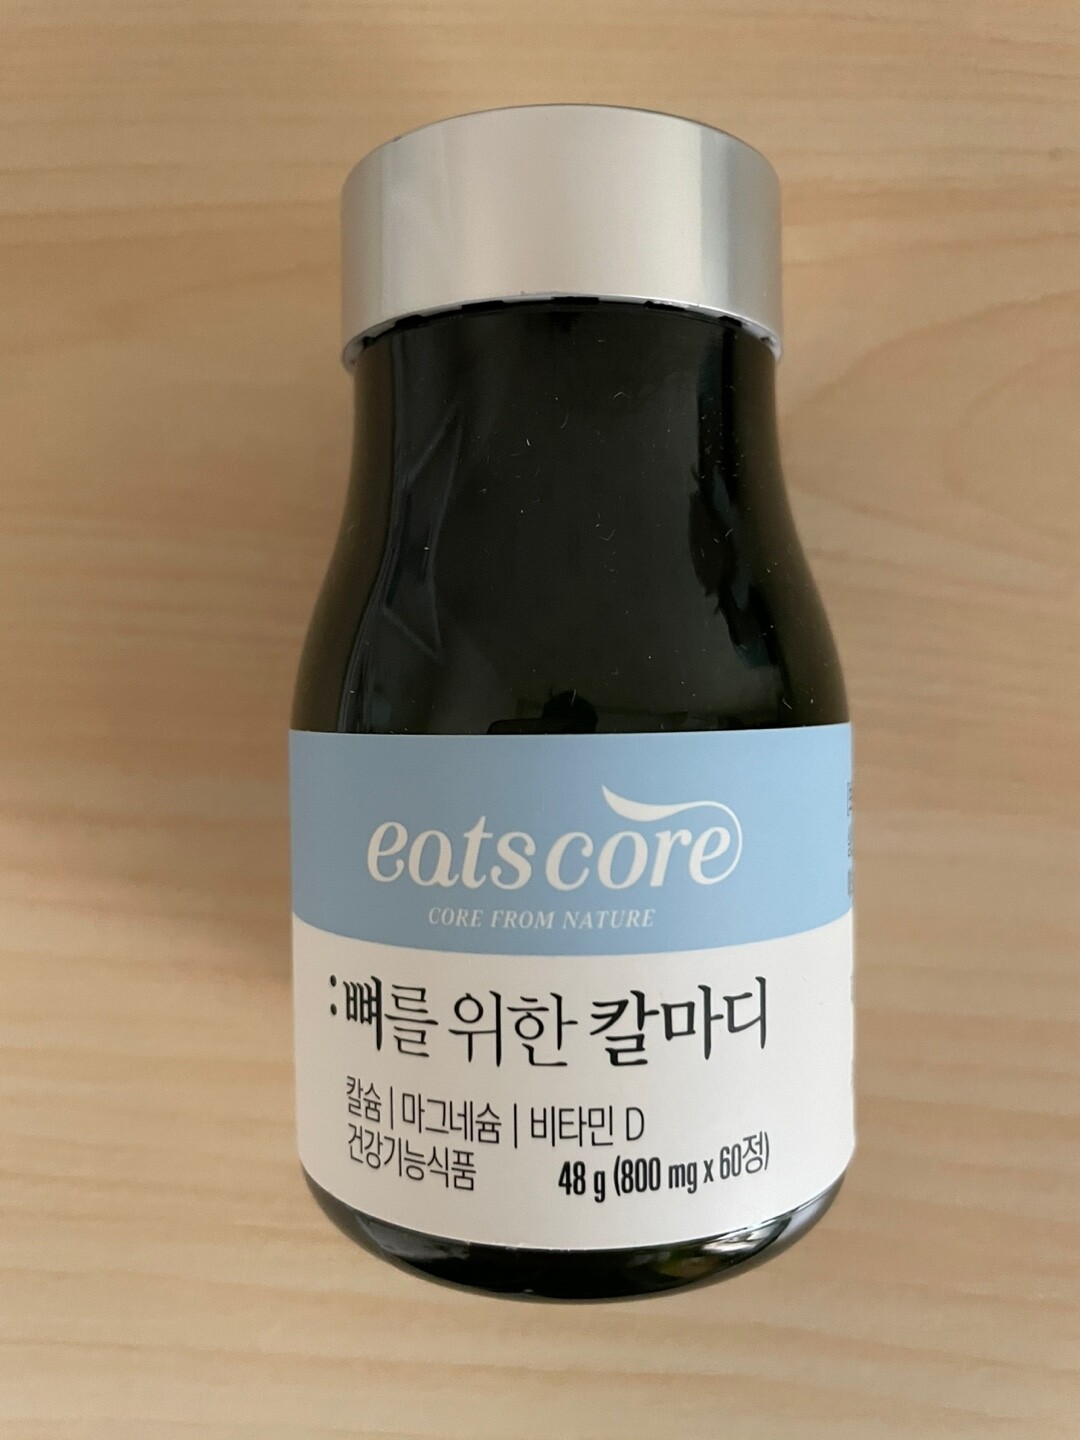 eatscore
CORE FROM NATURE
:뼈를 위한 칼마디
칼슘 | 마그네슘 | 비타민 D
건강기능식품
48 g (800 mg x 60정)